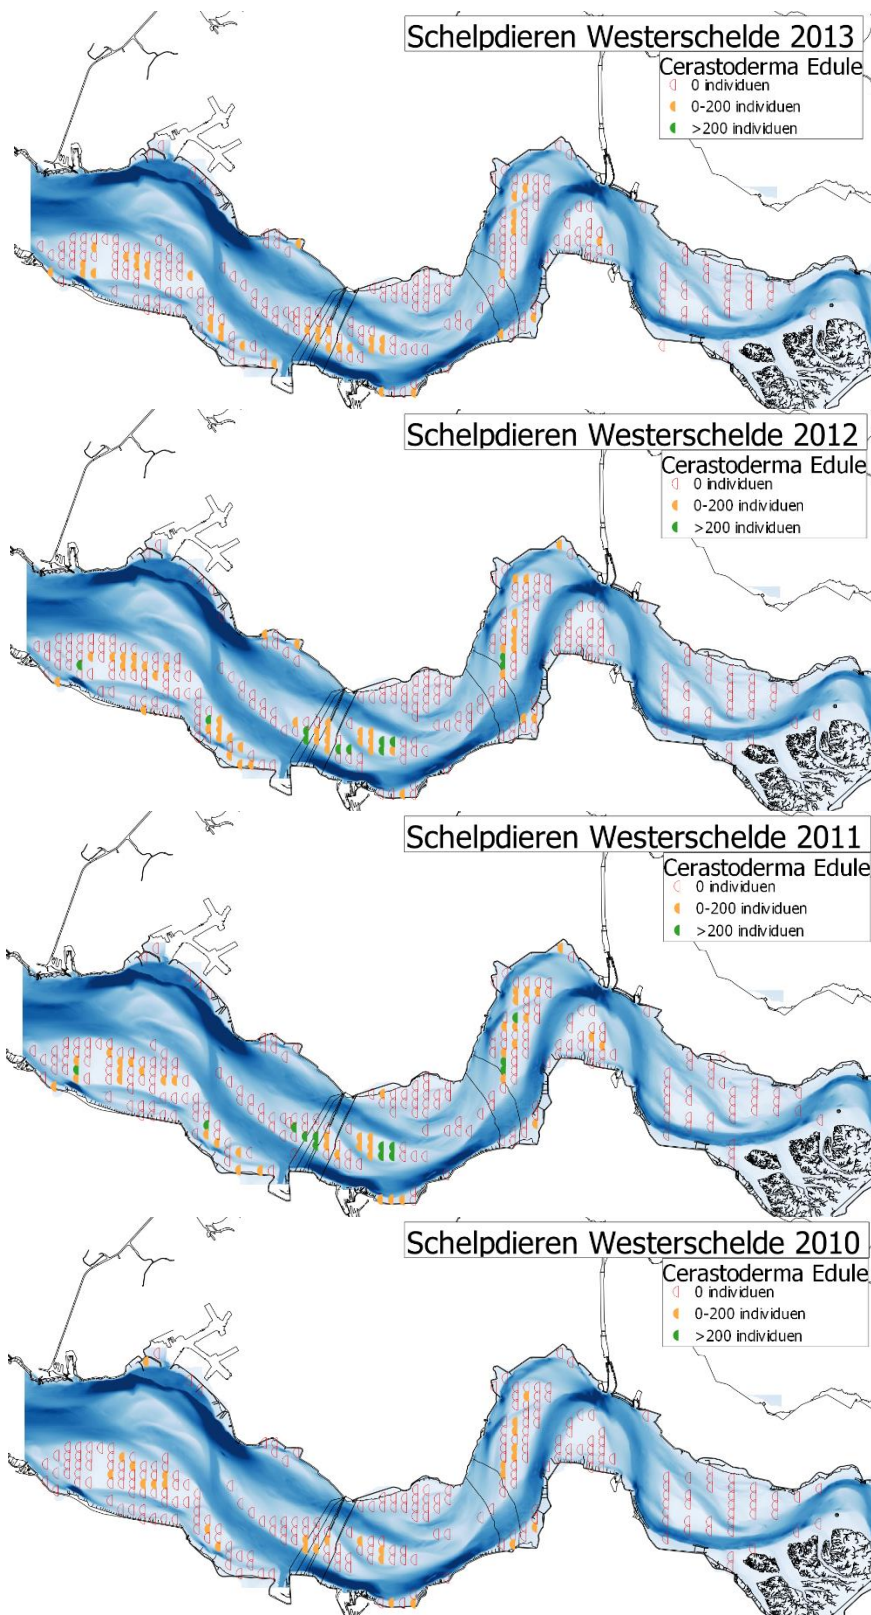 Schelpdieren Westerschelde 2013
Cerastoderma Edule
0 individuen
0-200 individuen
>200 individuen
Schelpdieren Westerschelde 2012
Cerastoderma Edule
0 individuen
0-200 individuen
>200 individuen
Schelpdieren Westerschelde 2011
Cerastoderma Edule
0 individuen
0-200 individuen
>200 individuen
Schelpdieren Westerschelde 2010
Cerastoderma Edule
0 individuen
0-200 individuen
>200 individuen